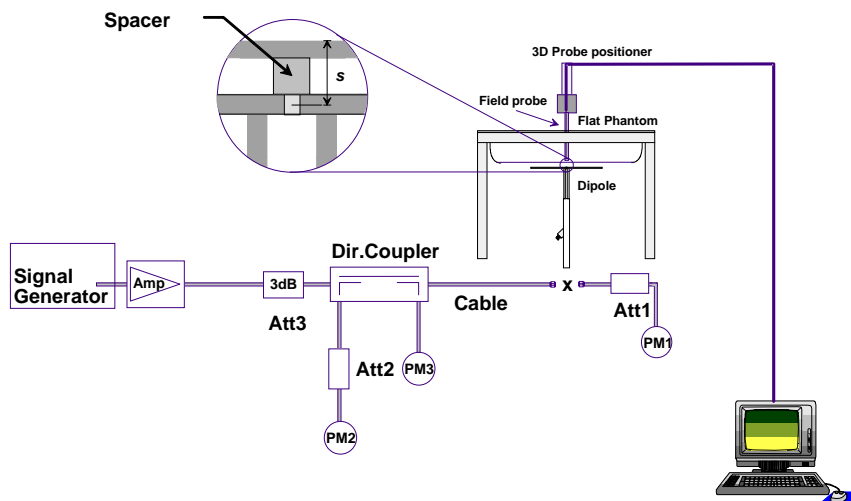 Spacer
s
3D Probe positioner
Field probe
Flat Phantom
Dipole
Signal
Generator
Amp
3dB
Att3
Dir.Coupler
Cable
x
Att1
PM1
Att2
PM3
PM2